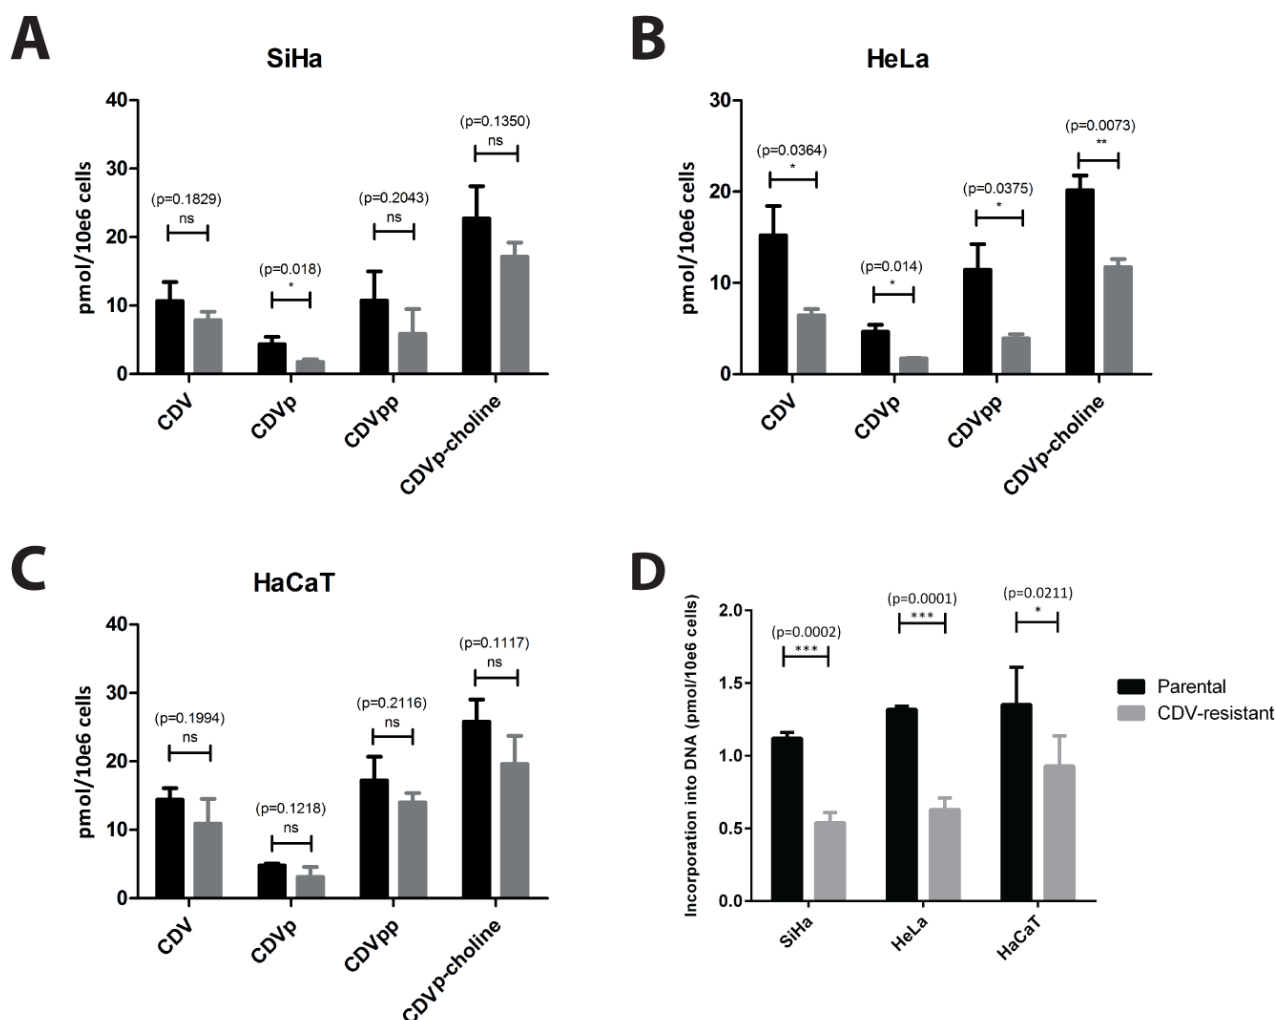 A
SiHa
pmol/10e6 cells
40
30
20
10
0
(p=0.1829)
ns
(p=0.018)
*
(p=0.2043)
ns
(p=0.1350)
ns
CDV
CDVp
CDVpp
CDVp-choline
B
HeLa
pmol/10e6 cells
30
20
10
0
(p=0.0364)
*
(p=0.014)
*
(p=0.0375)
*
(p=0.0073)
**
CDV
CDVp
CDVpp
CDVp-choline
C
HaCaT
pmol/10e6 cells
40
30
20
10
0
(p=0.1994)
ns
(p=0.1218)
ns
(p=0.2116)
ns
(p=0.1117)
ns
CDV
CDVp
CDVpp
CDVp-choline
D
Incorporation into DNA (pmol/10e6 cells)
2.0
1.5
1.0
0.5
0.0
(p=0.0002)
***
(p=0.0001)
***
(p=0.0211)
*
SiHa
HeLa
HaCaT
Parental
CDV-resistant